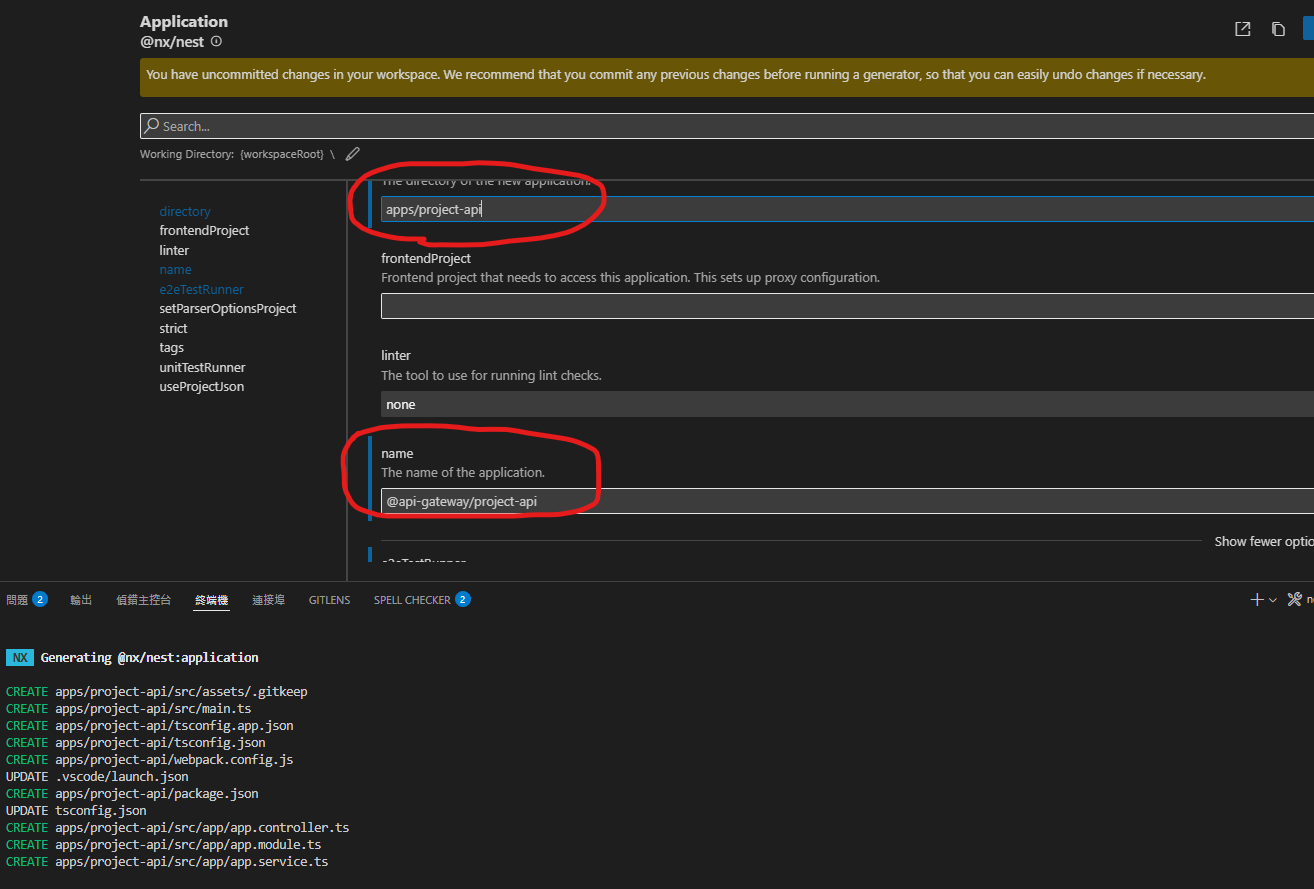 Application
@nx/nest
You have uncommitted changes in your workspace. We recommend that you commit any previous changes before running a generator, so that you can easily undo changes if necessary.
Search...
Working Directory: {workspaceRoot} \
directory
frontendProject
linter
name
e2eTestRunner
setParserOptionsProject
strict
tags
unitTestRunner
useProjectJson
The directory of the new application.
apps/project-api
frontendProject
Frontend project that needs to access this application. This sets up proxy configuration.
linter
The tool to use for running lint checks.
none
name
The name of the application.
@api-gateway/project-api
Show fewer optio
e2eTestRunner
問題 2 輸出 偵錯主控台 終端機 連接埠 GITLENS SPELL CHECKER 2
NX Generating @nx/nest:application
CREATE apps/project-api/src/assets/.gitkeep
CREATE apps/project-api/src/main.ts
CREATE apps/project-api/tsconfig.app.json
CREATE apps/project-api/tsconfig.json
CREATE apps/project-api/webpack.config.js
UPDATE .vscode/launch.json
CREATE apps/project-api/package.json
UPDATE tsconfig.json
CREATE apps/project-api/src/app/app.controller.ts
CREATE apps/project-api/src/app/app.module.ts
CREATE apps/project-api/src/app/app.service.ts